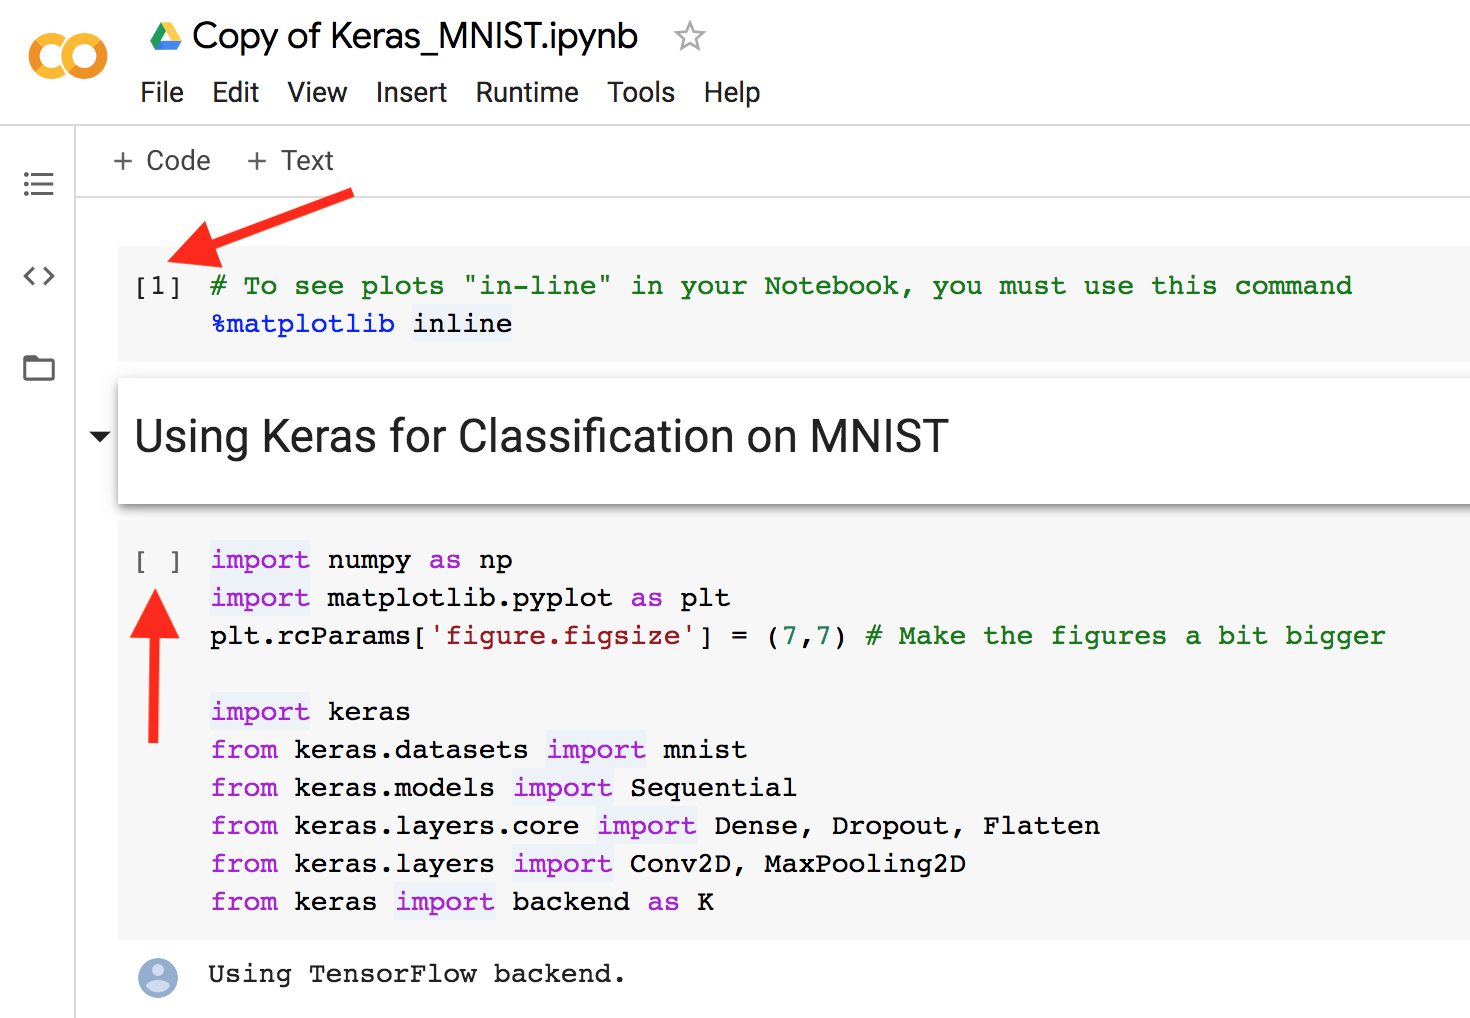 Copy of Keras_MNIST.ipynb
File Edit View Insert Runtime Tools Help
+ Code + Text
[1] # To see plots "in-line" in your Notebook, you must use this command
%matplotlib inline
Using Keras for Classification on MNIST
[ ] import numpy as np
import matplotlib.pyplot as plt
plt.rcParams['figure.figsize'] = (7,7) # Make the figures a bit bigger
import keras
from keras.datasets import mnist
from keras.models import Sequential
from keras.layers.core import Dense, Dropout, Flatten
from keras.layers import Conv2D, MaxPooling2D
from keras import backend as K
Using TensorFlow backend.